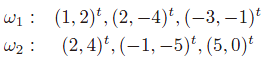 ω₁ : (1, 2)ᵗ, (2, −4)ᵗ, (−3, −1)ᵗ
ω₂ : (2, 4)ᵗ, (−1, −5)ᵗ, (5, 0)ᵗ